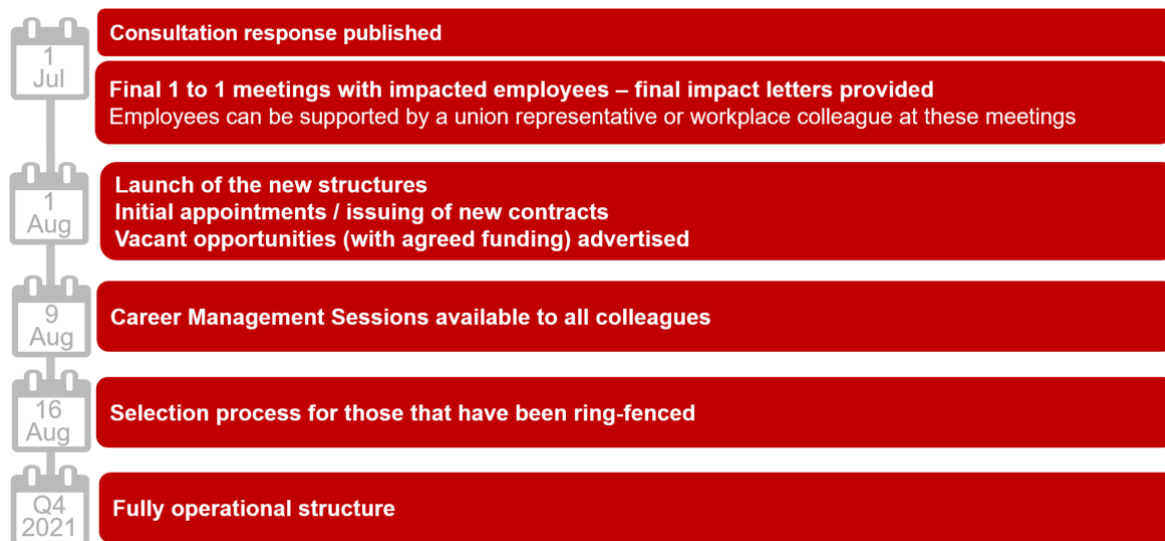 1
Jul
Consultation response published
Final 1 to 1 meetings with impacted employees – final impact letters provided
Employees can be supported by a union representative or workplace colleague at these meetings
1
Aug
Launch of the new structures
Initial appointments / issuing of new contracts
Vacant opportunities (with agreed funding) advertised
9
Aug
Career Management Sessions available to all colleagues
16
Aug
Selection process for those that have been ring-fenced
Q4
2021
Fully operational structure